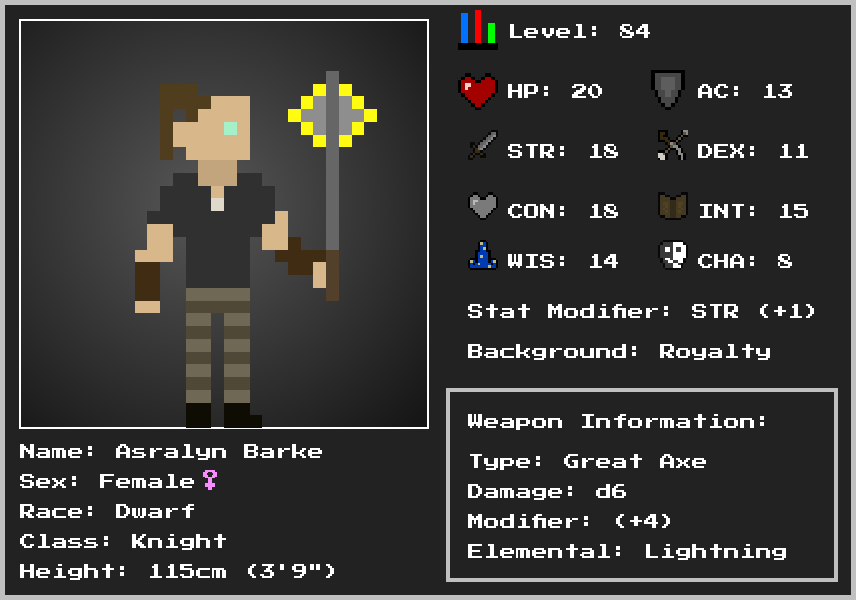 Level: 84
HP: 20
AC: 13
STR: 18
DEX: 11
CON: 18
INT: 15
WIS: 14
CHA: 8
Stat Modifier: STR (+1)
Background: Royalty
Weapon Information:
Type: Great Axe
Damage: d6
Modifier: (+4)
Elemental: Lightning
Name: Asralyn Barke
Sex: Female♀
Race: Dwarf
Class: Knight
Height: 115cm (3'9")